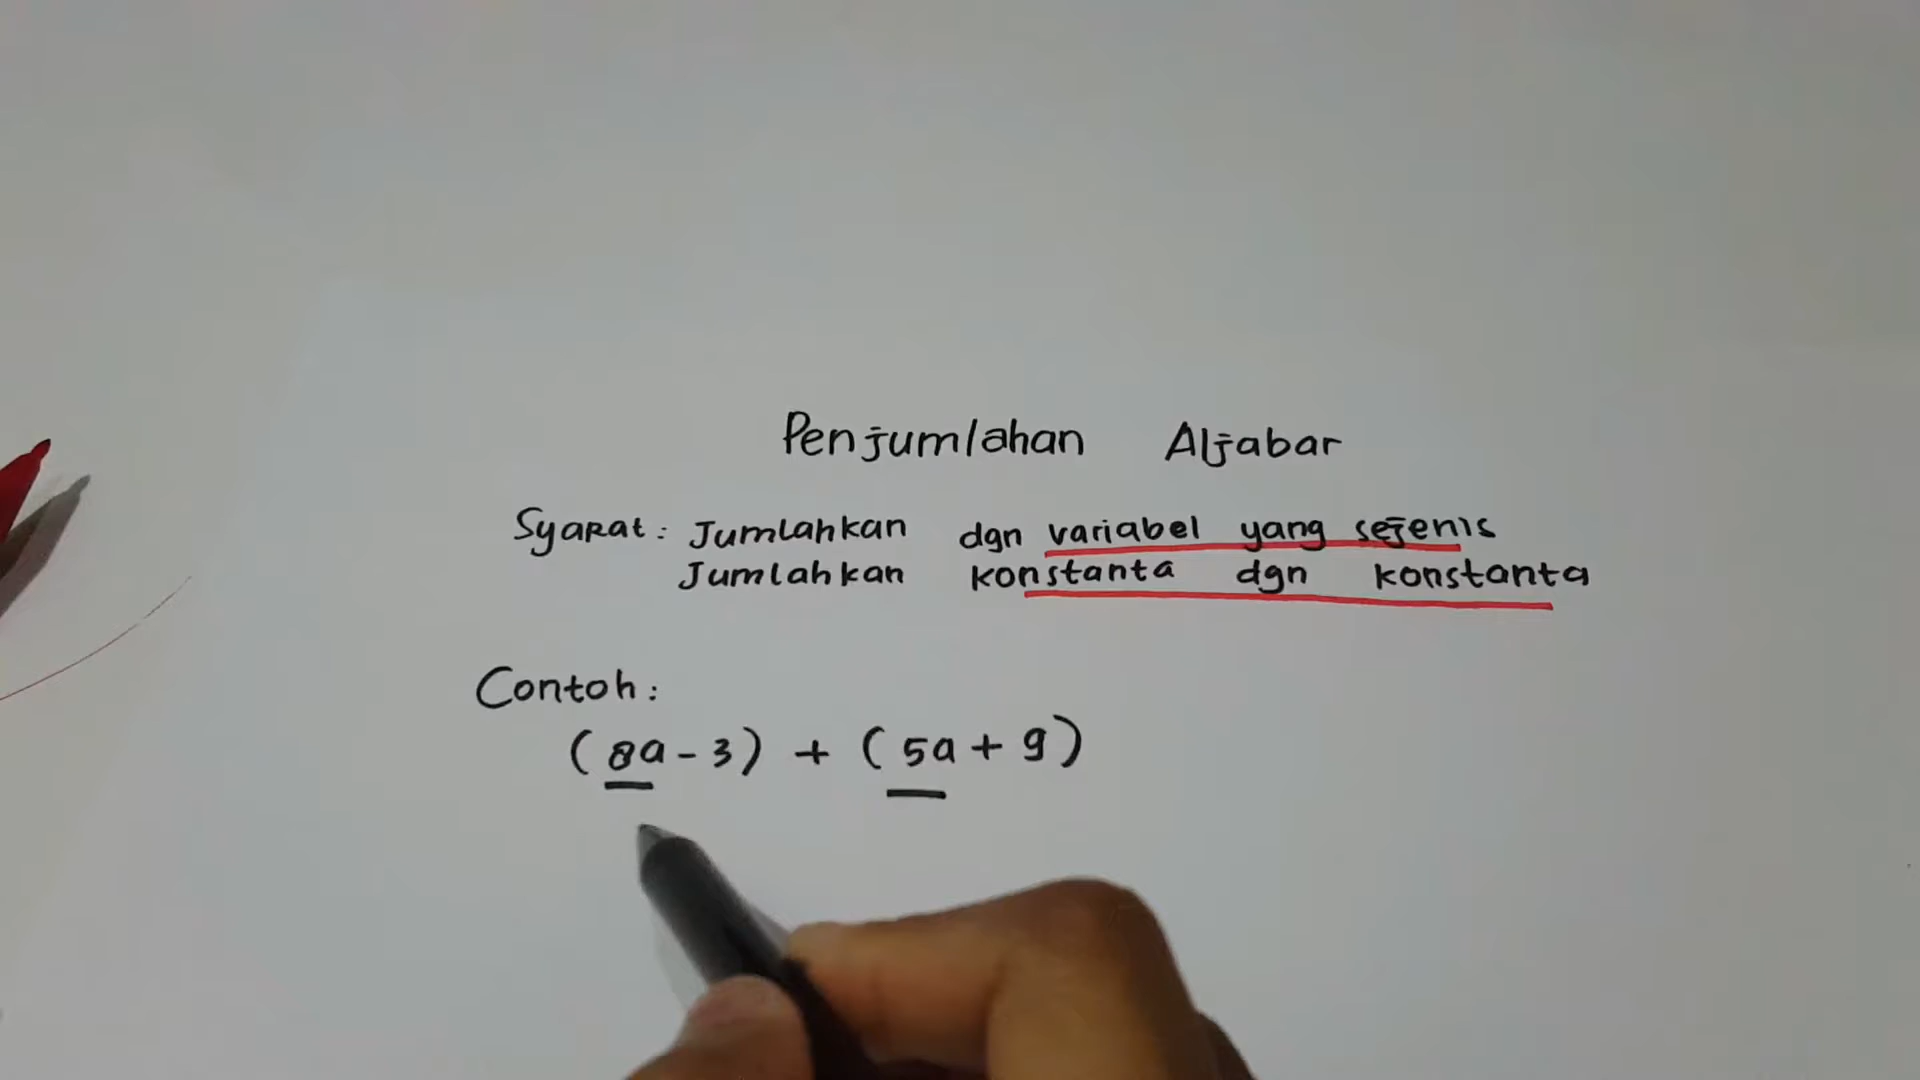 Penjumlahan Aljabar
Syarat : Jumlahkan dgn variabel yang sejenis
Jumlahkan konstanta dgn konstanta
Contoh :
(8a - 3) + (5a + 9)